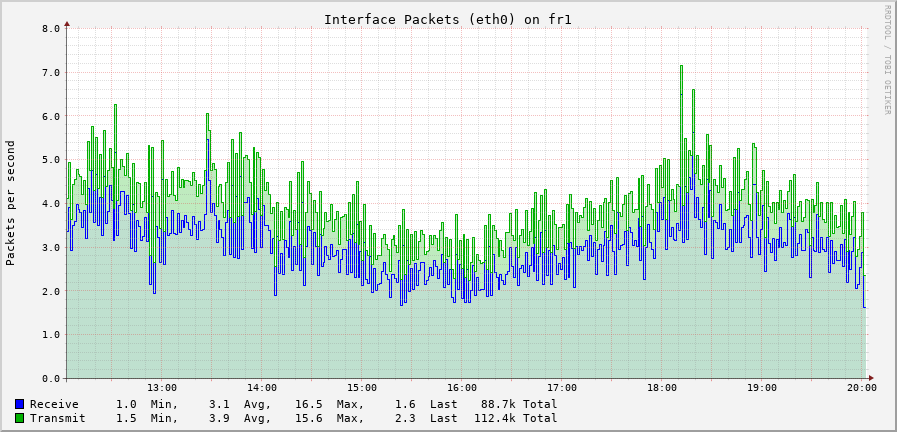 Interface Packets (eth0) on fr1
RRDTOOL / TOBI OETIKER
Packets per second
8.0
7.0
6.0
5.0
4.0
3.0
2.0
1.0
0.0
13:00 14:00 15:00 16:00 17:00 18:00 19:00 20:00
Receive 1.0 Min, 3.1 Avg, 16.5 Max, 1.6 Last 88.7k Total
Transmit 1.5 Min, 3.9 Avg, 15.6 Max, 2.3 Last 112.4k Total